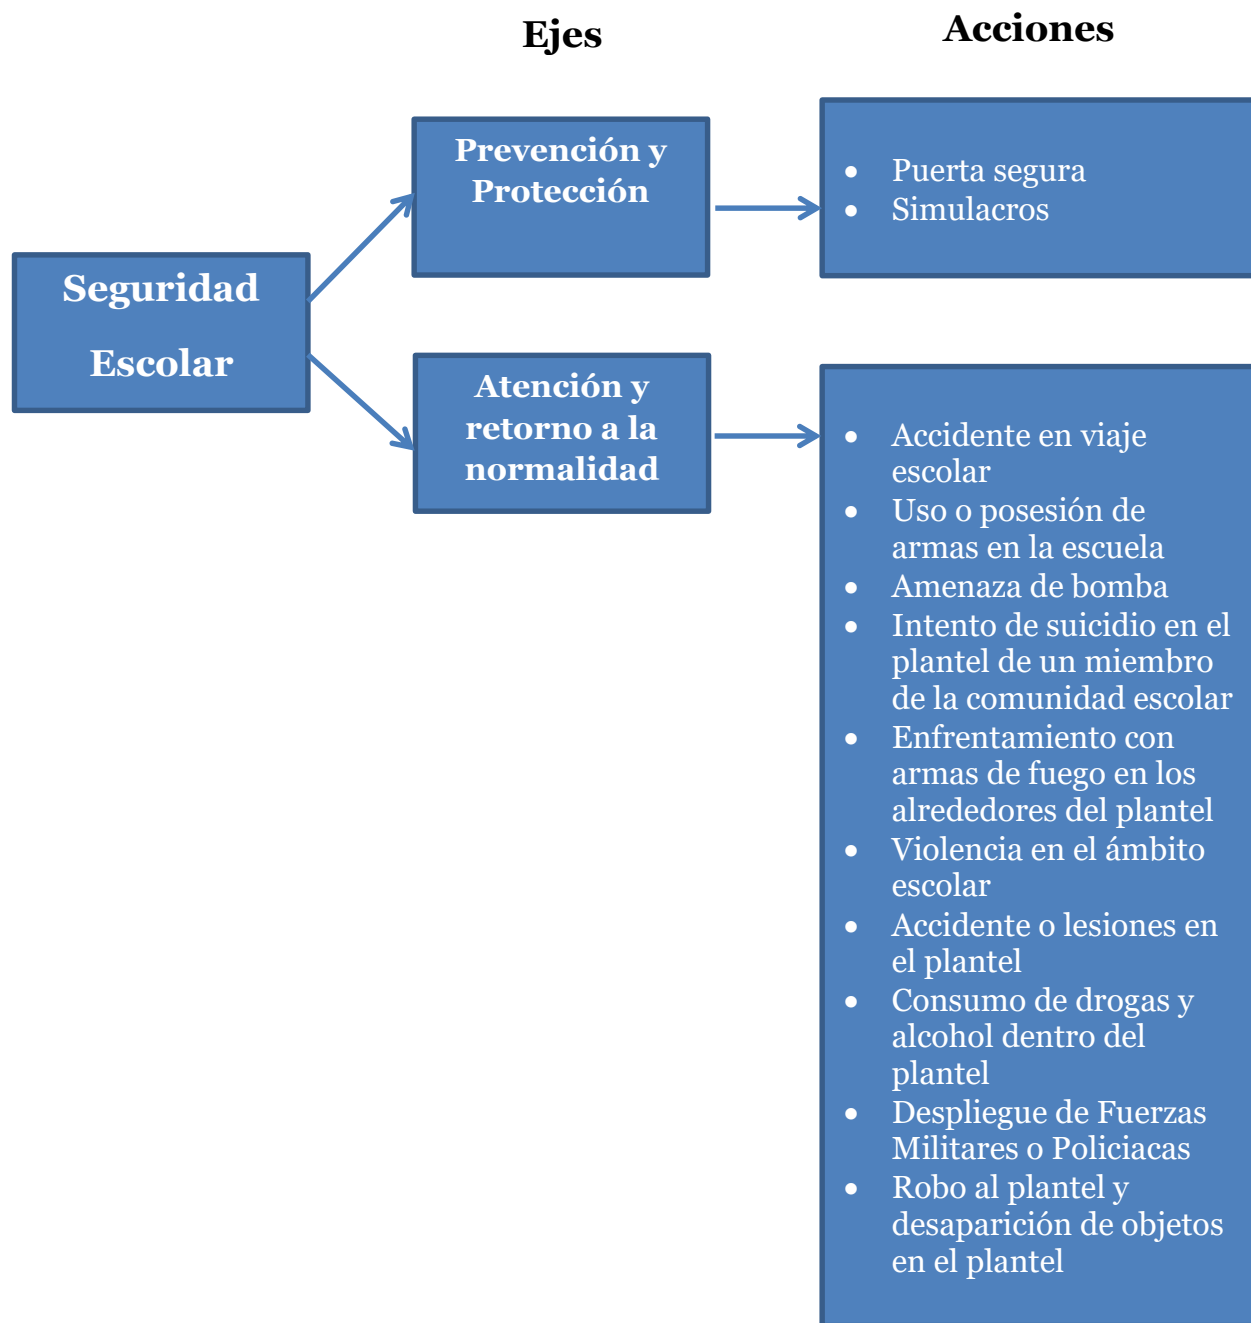 Ejes
Acciones
Seguridad
Escolar
Prevención y
Protección
• Puerta segura
• Simulacros
Atención y
retorno a la
normalidad
• Accidente en viaje
escolar
• Uso o posesión de
armas en la escuela
• Amenaza de bomba
• Intento de suicidio en el
plantel de un miembro
de la comunidad escolar
• Enfrentamiento con
armas de fuego en los
alrededores del plantel
• Violencia en el ámbito
escolar
• Accidente o lesiones en
el plantel
• Consumo de drogas y
alcohol dentro del
plantel
• Despliegue de Fuerzas
Militares o Policiacas
• Robo al plantel y
desaparición de objetos
en el plantel